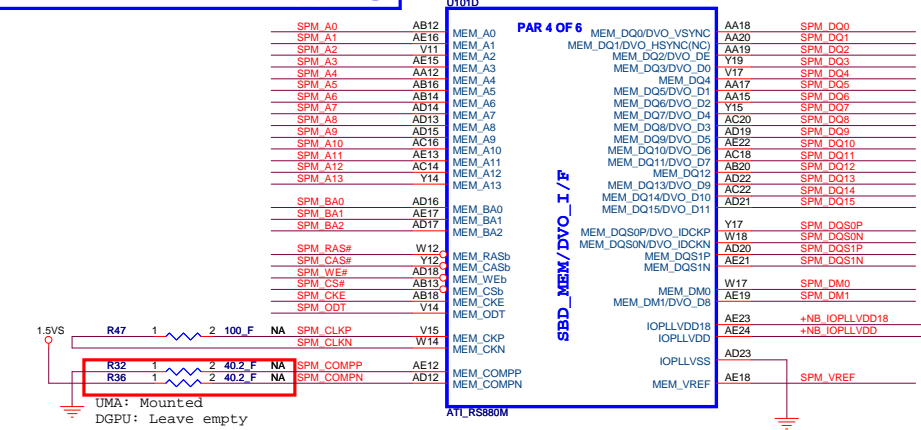 U101D
PAR 4 OF 6
SPM_A0 AB12 MEM_A0 MEM_DQ0/DVO_VSYNC AA18 SPM_DQ0
SPM_A1 AE16 MEM_A1 MEM_DQ1/DVO_HSYNC(NC) AA20 SPM_DQ1
SPM_A2 V11 MEM_A2 MEM_DQ2/DVO_DE AA19 SPM_DQ2
SPM_A3 AE15 MEM_A3 MEM_DQ3/DVO_D0 Y19 SPM_DQ3
SPM_A4 AA12 MEM_A4 MEM_DQ4 V17 SPM_DQ4
SPM_A5 AB16 MEM_A5 MEM_DQ5/DVO_D1 AA17 SPM_DQ5
SPM_A6 AB14 MEM_A6 MEM_DQ6/DVO_D2 AA15 SPM_DQ6
SPM_A7 AD14 MEM_A7 MEM_DQ7/DVO_D4 Y15 SPM_DQ7
SPM_A8 AD13 MEM_A8 MEM_DQ8/DVO_D3 AC20 SPM_DQ8
SPM_A9 AD15 MEM_A9 MEM_DQ9/DVO_D5 AD19 SPM_DQ9
SPM_A10 AC16 MEM_A10 MEM_DQ10/DVO_D6 AE22 SPM_DQ10
SPM_A11 AE13 MEM_A11 MEM_DQ11/DVO_D7 AC18 SPM_DQ11
SPM_A12 AC14 MEM_A12 MEM_DQ12 AB20 SPM_DQ12
SPM_A13 Y14 MEM_A13 MEM_DQ13/DVO_D9 AD22 SPM_DQ13
MEM_DQ14/DVO_D10 AC22 SPM_DQ14
SPM_BA0 AD16 MEM_BA0 MEM_DQ15/DVO_D11 AD21 SPM_DQ15
SPM_BA1 AE17 MEM_BA1
SPM_BA2 AD17 MEM_BA2 MEM_DQS0P/DVO_IDCKP Y17 SPM_DQS0P
MEM_DQS0N/DVO_IDCKN W18 SPM_DQS0N
SPM_RAS# W12 MEM_RASb MEM_DQS1P AD20 SPM_DQS1P
SPM_CAS# Y12 MEM_CASb MEM_DQS1N AE21 SPM_DQS1N
SPM_WE# AD18 MEM_WEb
SPM_CS# AB13 MEM_CSb MEM_DM0 W17 SPM_DM0
SPM_CKE AB18 MEM_CKE MEM_DM1/DVO_D8 AE19 SPM_DM1
SPM_ODT V14 MEM_ODT
SBD_MEM/DVO_I/F
IOPLLVDD18 AE23 +NB_IOPLLVDD18
1.5VS R47 1 2 100_F NA SPM_CLKP V15 MEM_CKP IOPLLVDD AE24 +NB_IOPLLVDD
SPM_CLKN W14 MEM_CKN
IOPLLVSS AD23
R32 1 2 40.2_F NA SPM_COMPP AE12 MEM_COMPP
R36 1 2 40.2_F NA SPM_COMPN AD12 MEM_COMPN MEM_VREF AE18 SPM_VREF
UMA: Mounted
DGPU: Leave empty
ATI_RS880M